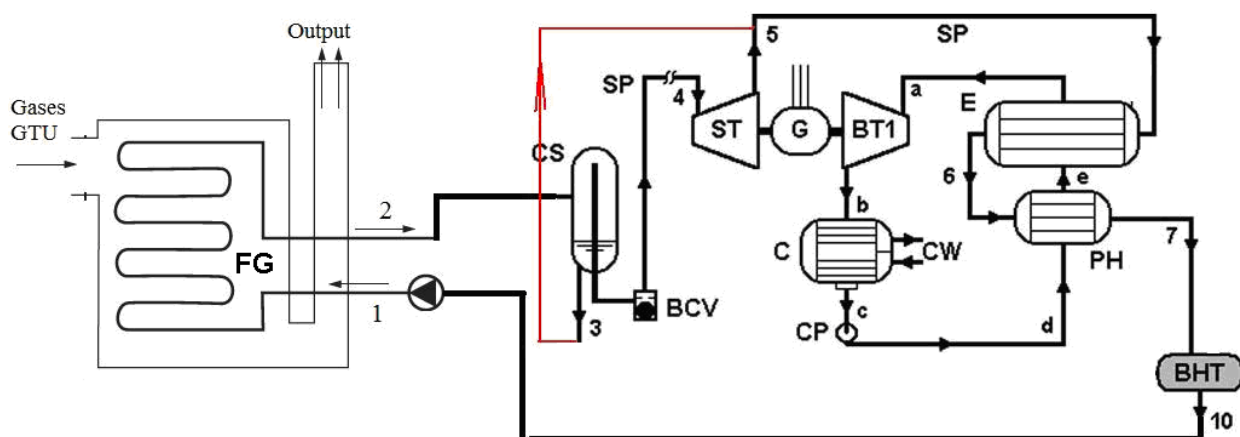 Output
Gases
GTU
2
FG
1
CS
3
BCV
SP
4
ST
5
G
BT1
SP
a
E
b
C
CW
c
CP
d
6
e
PH
7
BHT
10